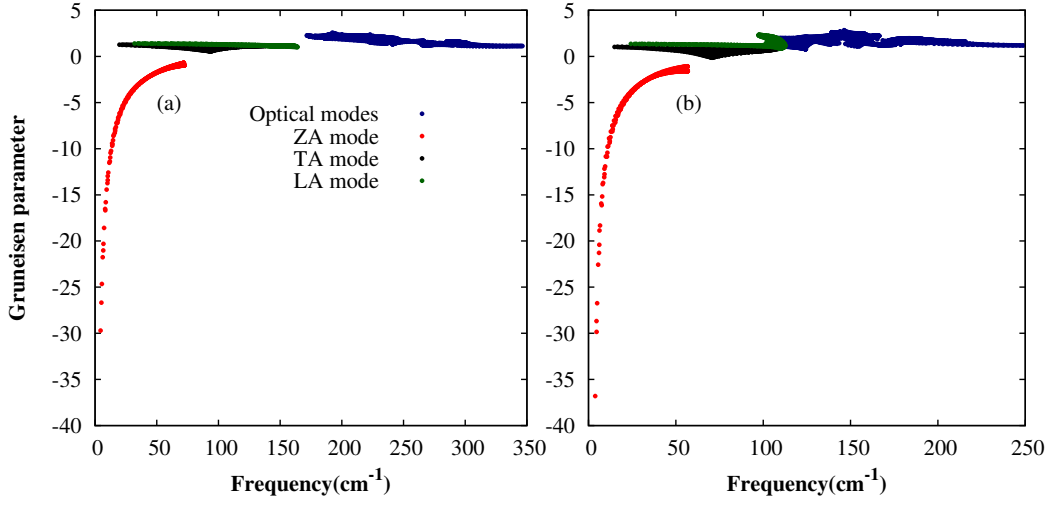 Gruneisen parameter
5
0
-5
-10
-15
-20
-25
-30
-35
-40
0 50 100 150 200 250 300 350
Frequency(cm-1)
(a)
Optical modes
ZA mode
TA mode
LA mode
5
0
-5
-10
-15
-20
-25
-30
-35
-40
0 50 100 150 200 250
Frequency(cm-1)
(b)